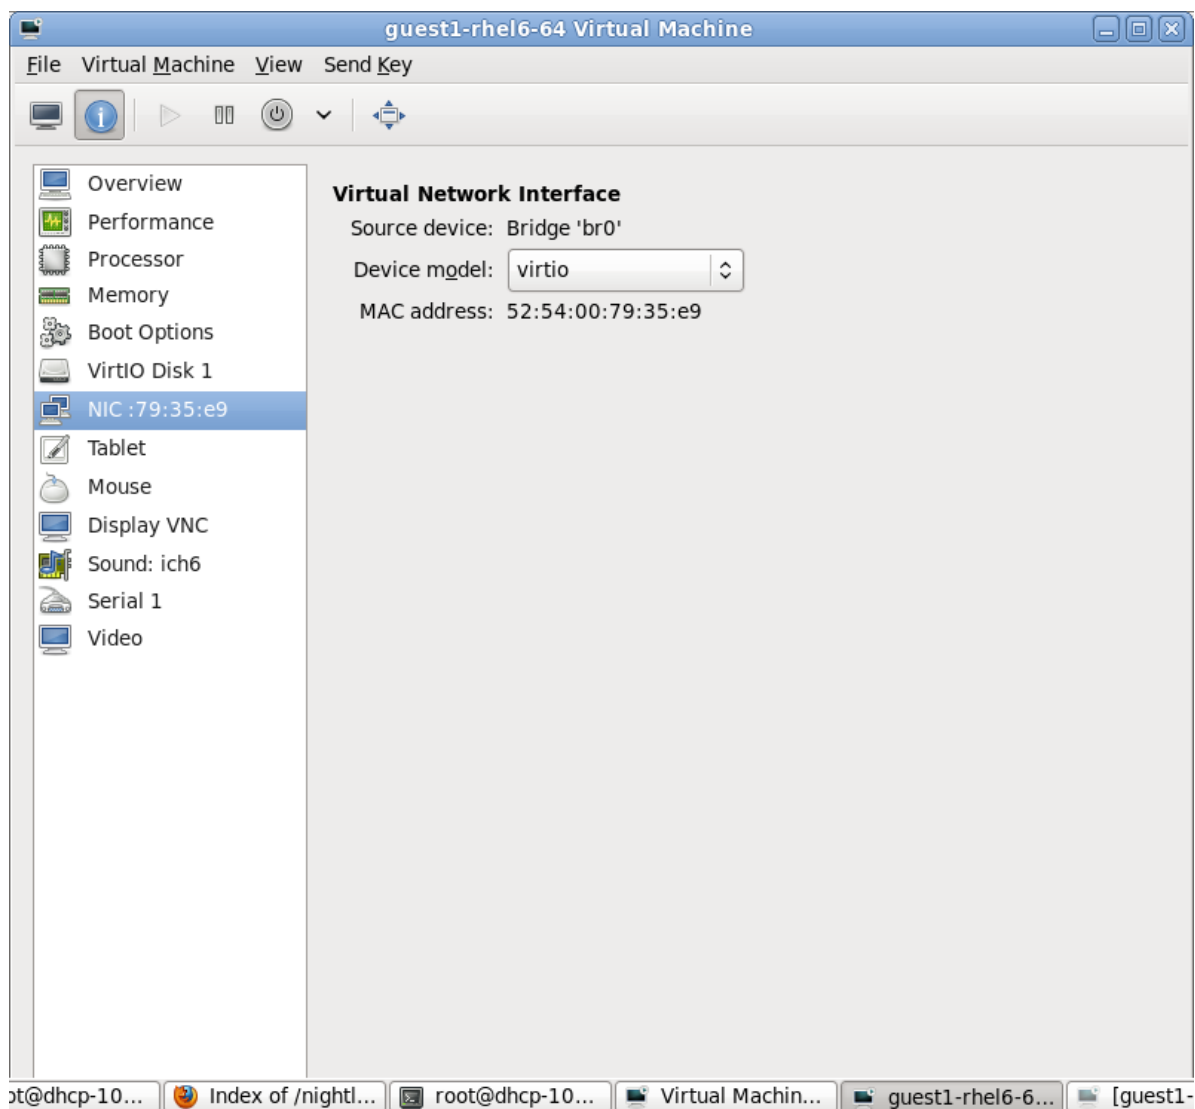 guest1-rhel6-64 Virtual Machine
File Virtual Machine View Send Key
Overview
Performance
Processor
Memory
Boot Options
VirtIO Disk 1
NIC :79:35:e9
Tablet
Mouse
Display VNC
Sound: ich6
Serial 1
Video
Virtual Network Interface
Source device: Bridge 'br0'
Device model: virtio
MAC address: 52:54:00:79:35:e9
ot@dhcp-10... Index of /nightl... root@dhcp-10... Virtual Machin... guest1-rhel6-6... [guest1-